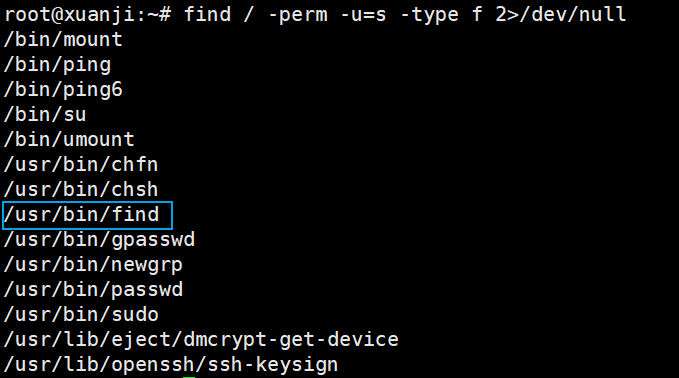 root@xuanji:~# find / -perm -u=s -type f 2>/dev/null
/bin/mount
/bin/ping
/bin/ping6
/bin/su
/bin/umount
/usr/bin/chfn
/usr/bin/chsh
/usr/bin/find
/usr/bin/gpasswd
/usr/bin/newgrp
/usr/bin/passwd
/usr/bin/sudo
/usr/lib/eject/dmcrypt-get-device
/usr/lib/openssh/ssh-keysign